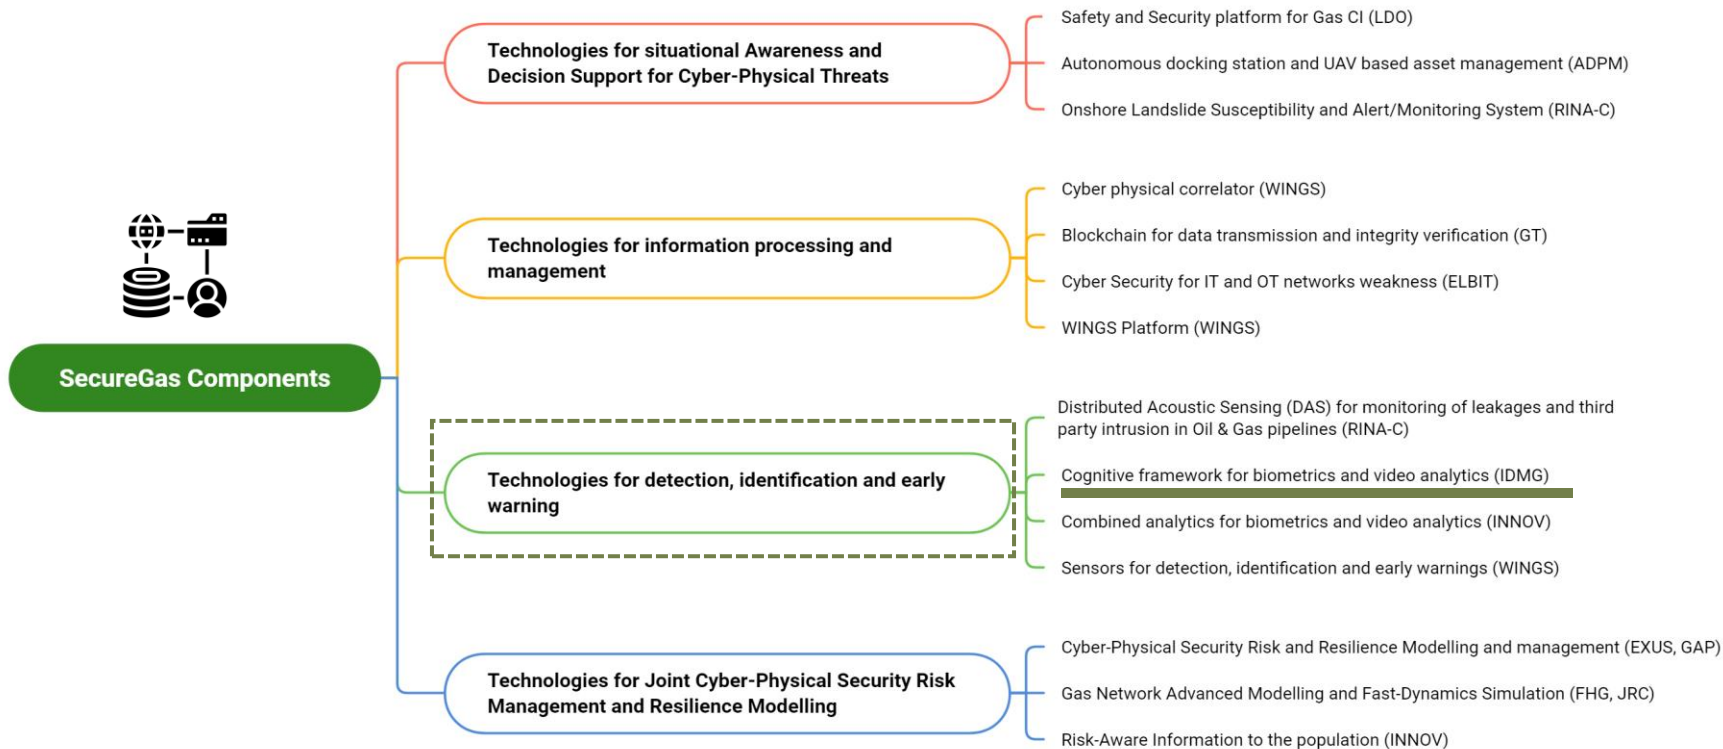 SecureGas Components
Technologies for situational Awareness and
Decision Support for Cyber-Physical Threats
Safety and Security platform for Gas CI (LDO)
Autonomous docking station and UAV based asset management (ADPM)
Onshore Landslide Susceptibility and Alert/Monitoring System (RINA-C)
Technologies for information processing and
management
Cyber physical correlator (WINGS)
Blockchain for data transmission and integrity verification (GT)
Cyber Security for IT and OT networks weakness (ELBIT)
WINGS Platform (WINGS)
Technologies for detection, identification and early
warning
Distributed Acoustic Sensing (DAS) for monitoring of leakages and third
party intrusion in Oil & Gas pipelines (RINA-C)
Cognitive framework for biometrics and video analytics (IDMG)
Combined analytics for biometrics and video analytics (INNOV)
Sensors for detection, identification and early warnings (WINGS)
Technologies for Joint Cyber-Physical Security Risk
Management and Resilience Modelling
Cyber-Physical Security Risk and Resilience Modelling and management (EXUS, GAP)
Gas Network Advanced Modelling and Fast-Dynamics Simulation (FHG, JRC)
Risk-Aware Information to the population (INNOV)